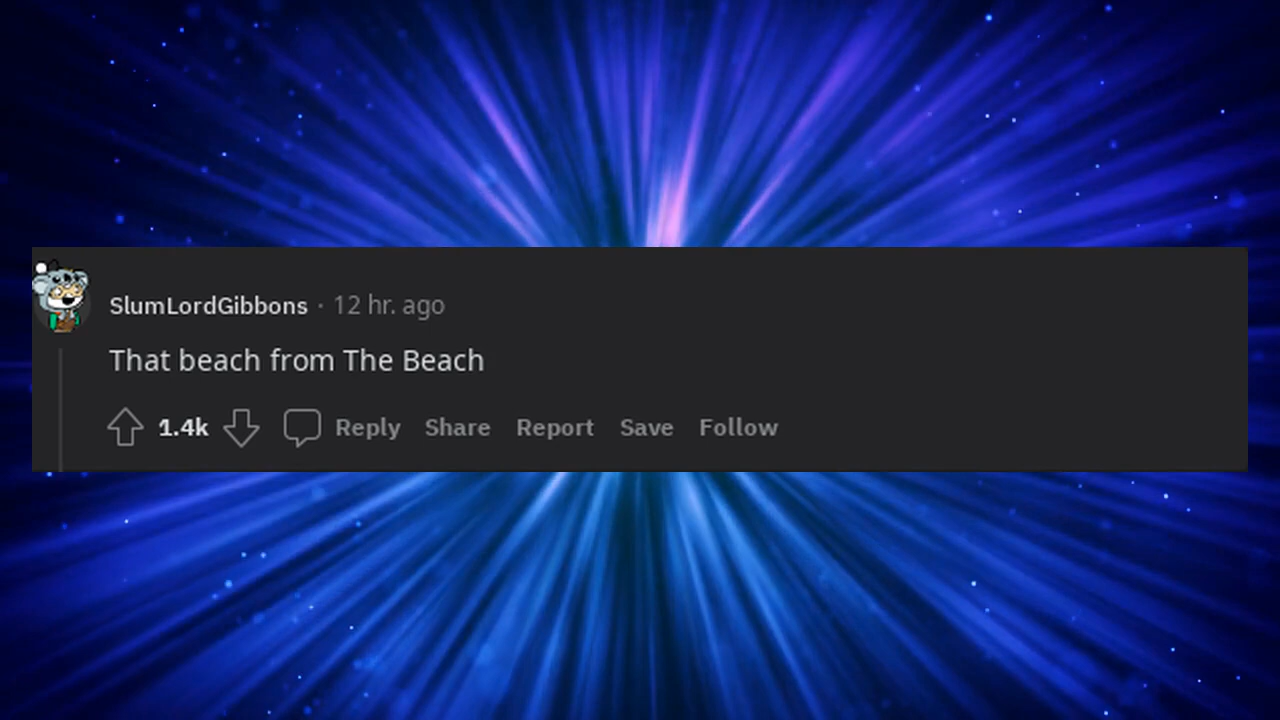 SlumLordGibbons · 12 hr. ago
That beach from The Beach
1.4k Reply Share Report Save Follow